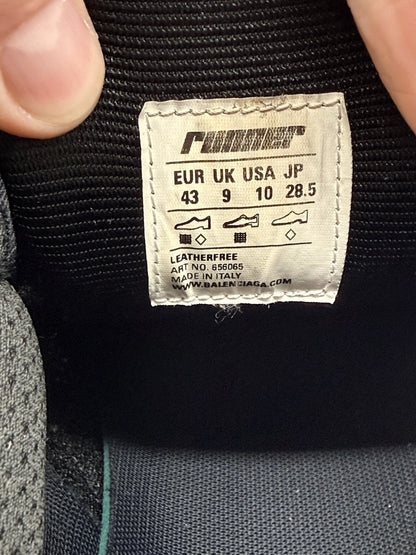 runner
EUR UK USA JP
43 9 10 28.5
LEATHERFREE
ART NO. 656065
MADE IN ITALY
WWW.BALENCIAGA.COM